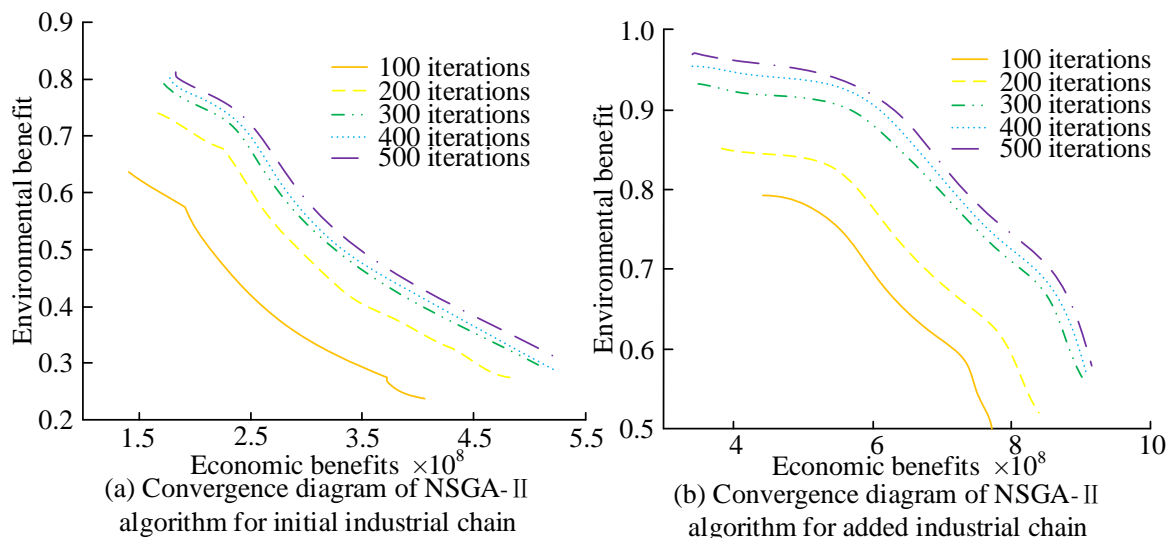 0.9
0.8
0.7
0.6
0.5
0.4
0.3
0.2
Environmental benefit
100 iterations
200 iterations
300 iterations
400 iterations
500 iterations
1.5 2.5 3.5 4.5 5.5
Economic benefits ×10⁸
(a) Convergence diagram of NSGA-Ⅱ
algorithm for initial industrial chain
1.0
0.9
0.8
0.7
0.6
0.5
Environmental benefit
100 iterations
200 iterations
300 iterations
400 iterations
500 iterations
4 6 8 10
Economic benefits ×10⁸
(b) Convergence diagram of NSGA-Ⅱ
algorithm for added industrial chain